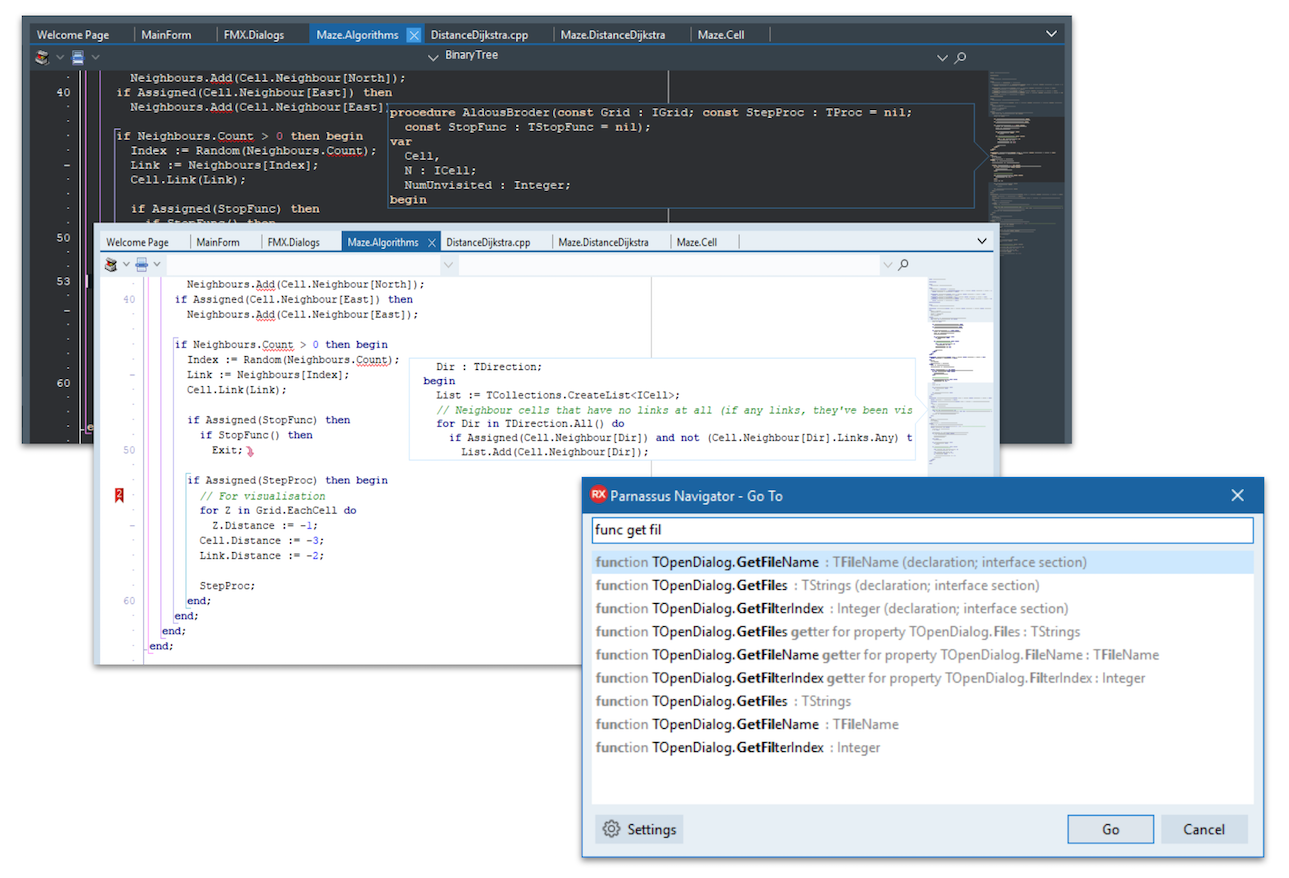 Welcome Page MainForm FMX.Dialogs Maze.Algorithms DistanceDijkstra.cpp Maze.DistanceDijkstra Maze.Cell
BinaryTree
Neighbours.Add(Cell.Neighbour[North]);
40 if Assigned(Cell.Neighbour[East]) then
Neighbours.Add(Cell.Neighbour[East]
if Neighbours.Count > 0 then begin
Index := Random(Neighbours.Count);
Link := Neighbours[Index];
Cell.Link(Link);
if Assigned(StopFunc) then
if StopFunc() then
50
53
60
procedure AldousBroder(const Grid : IGrid; const StepProc : TProc = nil;
const StopFunc : TStopFunc = nil);
var
Cell,
N : ICell;
NumUnvisited : Integer;
begin
Welcome Page MainForm FMX.Dialogs Maze.Algorithms DistanceDijkstra.cpp Maze.DistanceDijkstra Maze.Cell
Neighbours.Add(Cell.Neighbour[North]);
40 if Assigned(Cell.Neighbour[East]) then
Neighbours.Add(Cell.Neighbour[East]);
if Neighbours.Count > 0 then begin
Index := Random(Neighbours.Count);
Link := Neighbours[Index];
Cell.Link(Link);
if Assigned(StopFunc) then
if StopFunc() then
50 Exit;
2 if Assigned(StepProc) then begin
// For visualisation
for Z in Grid.EachCell do
Z.Distance := -1;
Cell.Distance := -3;
Link.Distance := -2;
StepProc;
60 end;
end;
end;
end;
Dir : TDirection;
begin
List := TCollections.CreateList<ICell>;
// Neighbour cells that have no links at all (if any links, they've been vis
for Dir in TDirection.All() do
if Assigned(Cell.Neighbour[Dir]) and not (Cell.Neighbour[Dir].Links.Any) t
List.Add(Cell.Neighbour[Dir]);
RX Parnassus Navigator - Go To
func get fil
function TOpenDialog.GetFileName : TFileName (declaration; interface section)
function TOpenDialog.GetFiles : TStrings (declaration; interface section)
function TOpenDialog.GetFilterIndex : Integer (declaration; interface section)
function TOpenDialog.GetFiles getter for property TOpenDialog.Files : TStrings
function TOpenDialog.GetFileName getter for property TOpenDialog.FileName : TFileName
function TOpenDialog.GetFilterIndex getter for property TOpenDialog.FilterIndex : Integer
function TOpenDialog.GetFiles : TStrings
function TOpenDialog.GetFileName : TFileName
function TOpenDialog.GetFilterIndex : Integer
Settings Go Cancel